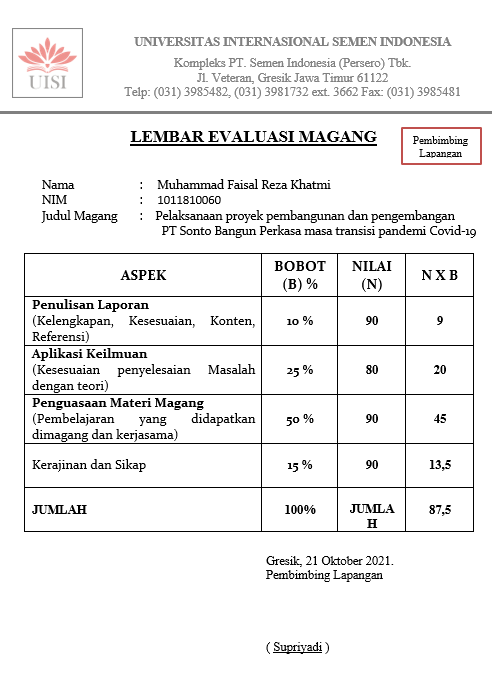 UISI
UNIVERSITAS INTERNASIONAL SEMEN INDONESIA
Kompleks PT. Semen Indonesia (Persero) Tbk.
Jl. Veteran, Gresik Jawa Timur 61122
Telp: (031) 3985482, (031) 3981732 ext. 3662 Fax: (031) 3985481
LEMBAR EVALUASI MAGANG
Pembimbing
Lapangan
Nama : Muhammad Faisal Reza Khatmi
NIM : 1011810060
Judul Magang : Pelaksanaan proyek pembangunan dan pengembangan
PT Sonto Bangun Perkasa masa transisi pandemi Covid-19
ASPEK BOBOT (B) % NILAI (N) N X B
Penulisan Laporan
(Kelengkapan, Kesesuaian, Konten, 10 % 90 9
Referensi)
Aplikasi Keilmuan
(Kesesuaian penyelesaian Masalah 25 % 80 20
dengan teori)
Penguasaan Materi Magang
(Pembelajaran yang didapatkan 50 % 90 45
dimagang dan kerjasama)
Kerajinan dan Sikap 15 % 90 13,5
JUMLAH 100% JUMLA
H 87,5
Gresik, 21 Oktober 2021.
Pembimbing Lapangan
( Supriyadi )